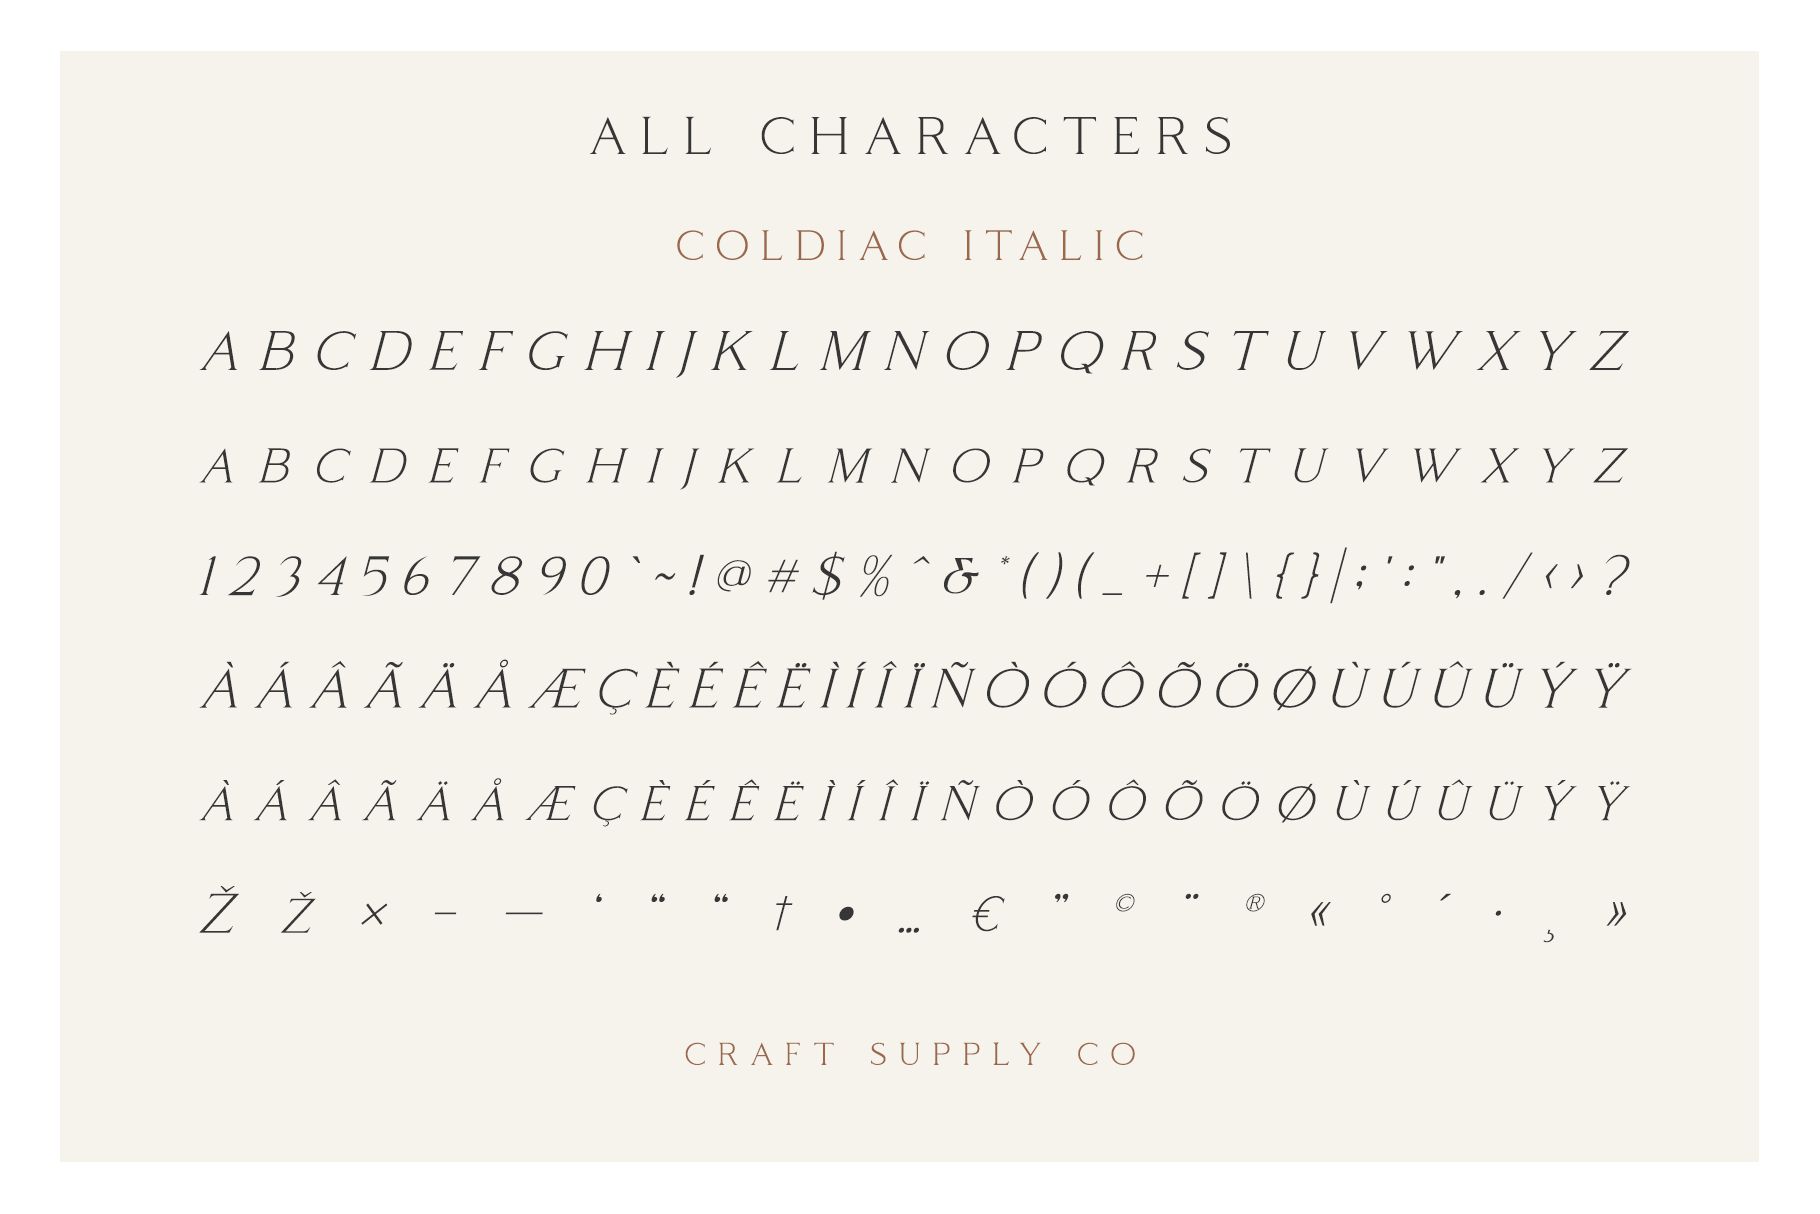 ALL CHARACTERS
COLDIAC ITALIC
A B C D E F G H I J K L M N O P Q R S T U V W X Y Z
A B C D E F G H I J K L M N O P Q R S T U V W X Y Z
1 2 3 4 5 6 7 8 9 0 ` ~ ! @ # $ % ^ & * ( ) ( _ + [ ] \ { } | ; ' : " , . / ‹ › ?
À Á Â Ã Ä Å Æ Ç È É Ê Ë Ì Í Î Ï Ñ Ò Ó Ô Õ Ö Ø Ù Ú Û Ü Ý Ÿ
À Á Â Ã Ä Å Æ Ç È É Ê Ë Ì Í Î Ï Ñ Ò Ó Ô Õ Ö Ø Ù Ú Û Ü Ý Ÿ
Ž Ž × – — ‘ “ “ † • … € ” © ¨ ® « ° ´ · ¸ »
CRAFT SUPPLY CO